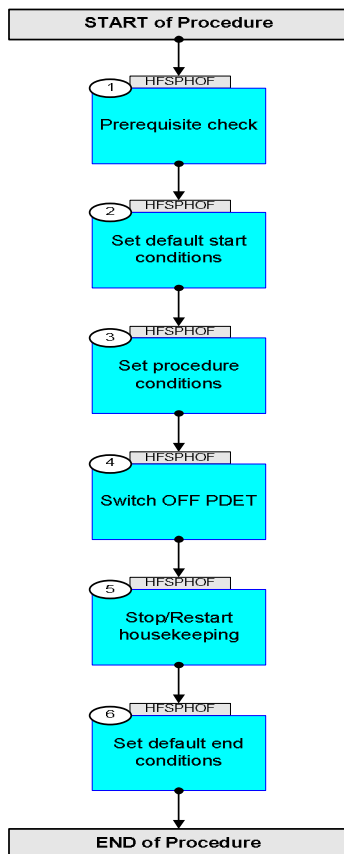 START of Procedure
HFSPHOF
1
Prerequisite check
HFSPHOF
2
Set default start
conditions
HFSPHOF
3
Set procedure
conditions
HFSPHOF
4
Switch OFF PDET
HFSPHOF
5
Stop/Restart
housekeeping
HFSPHOF
6
Set default end
conditions
END of Procedure